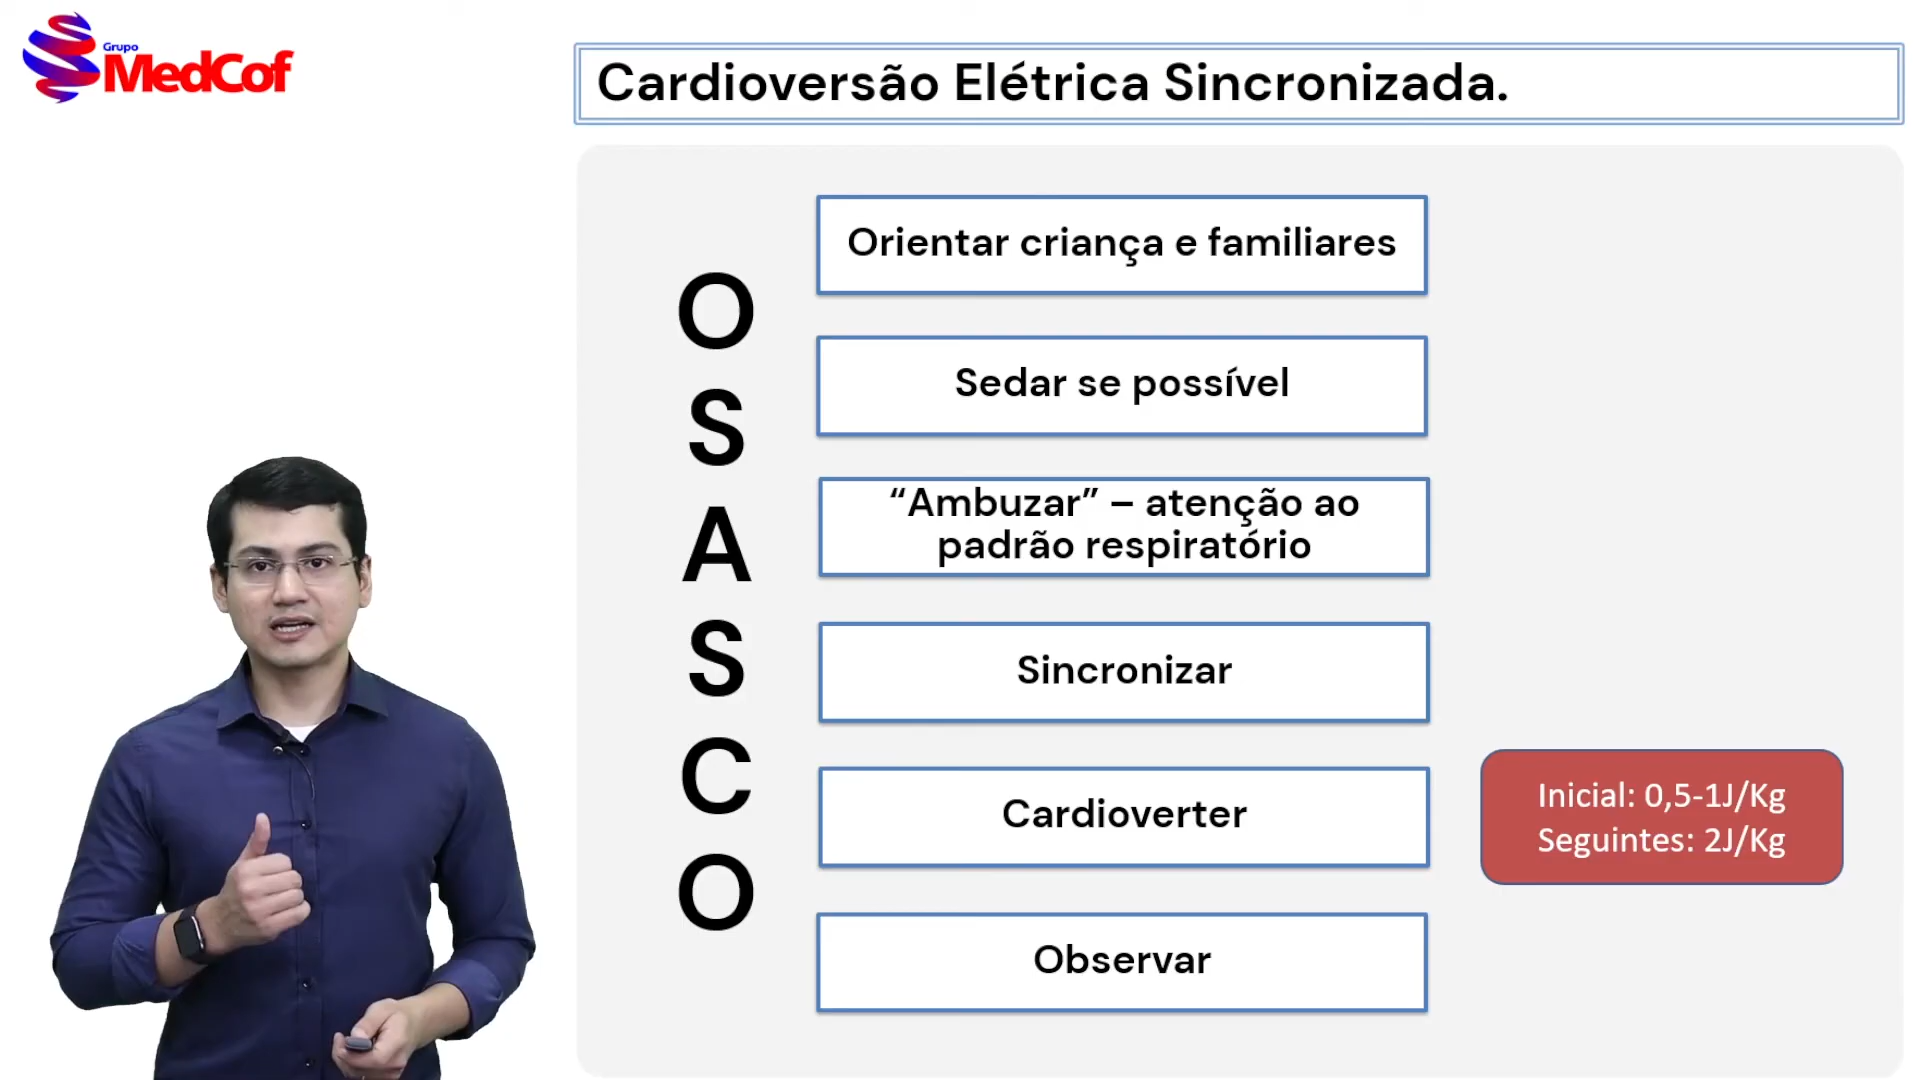 Grupo
MedCof
Cardioversão Elétrica Sincronizada.
O
S
A
S
C
O
Orientar criança e familiares
Sedar se possível
“Ambuzar” – atenção ao
padrão respiratório
Sincronizar
Cardioverter
Inicial: 0,5-1J/Kg
Seguintes: 2J/Kg
Observar